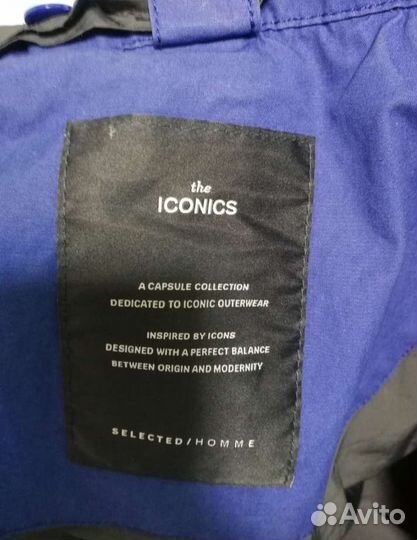 the
ICONICS
A CAPSULE COLLECTION
DEDICATED TO ICONIC OUTERWEAR
INSPIRED BY ICONS
DESIGNED WITH A PERFECT BALANCE
BETWEEN ORIGIN AND MODERNITY
SELECTED/HOMME
Avito